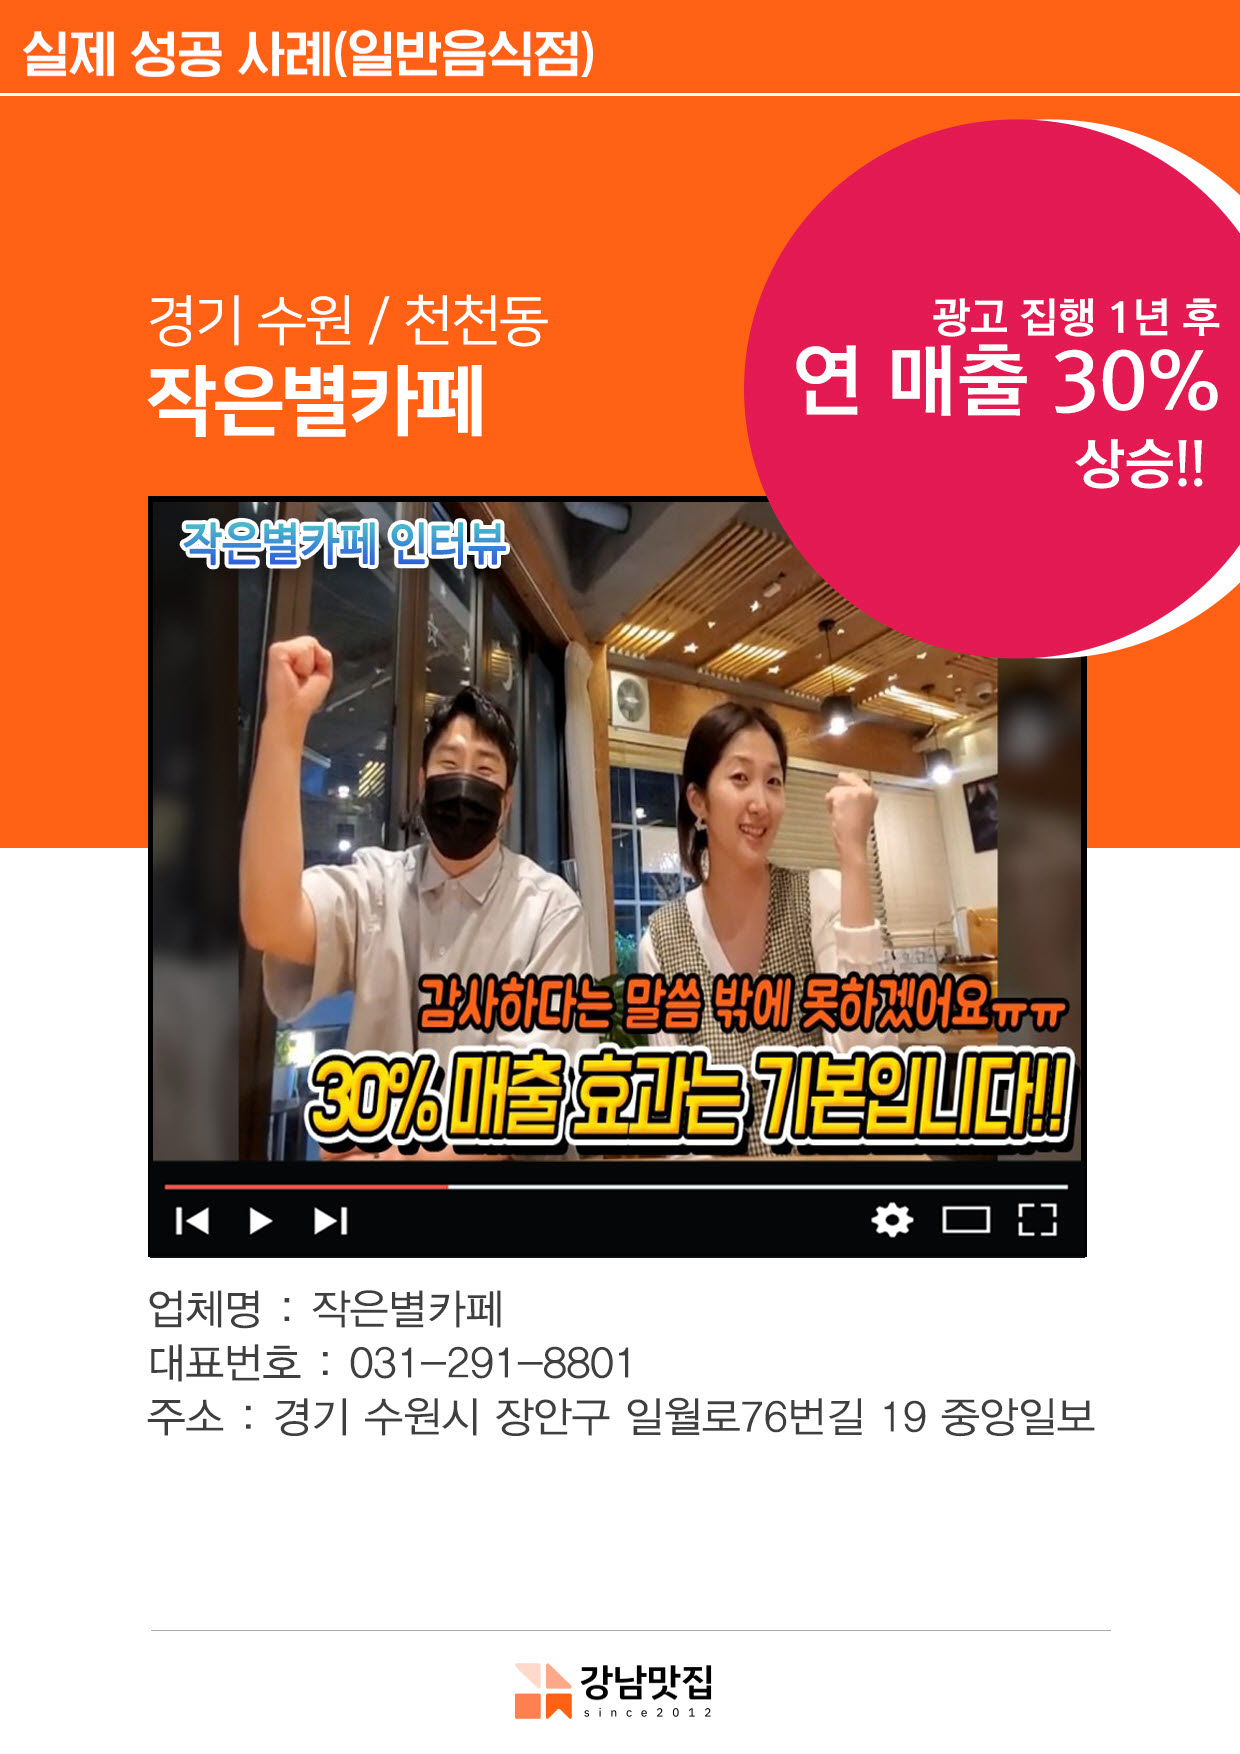 실제 성공 사례(일반음식점)
경기 수원 / 천천동
작은별카페
광고 집행 1년 후
연 매출 30%
상승!!
작은별카페 인터뷰
감사하다는 말씀 밖에 못하겠어요ㅠㅠ
30% 매출 효과는 기본입니다!!
업체명 : 작은별카페
대표번호 : 031-291-8801
주소 : 경기 수원시 장안구 일월로76번길 19 중앙일보
강남맛집
since2012